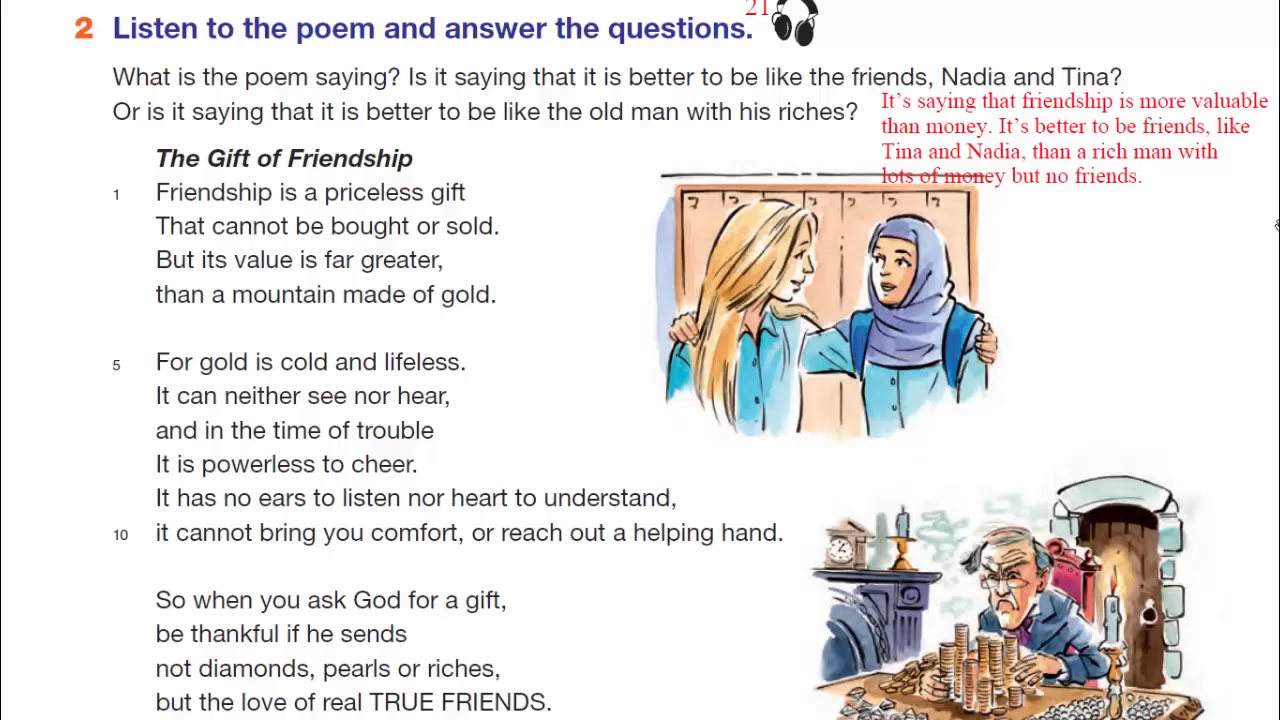 21
2 Listen to the poem and answer the questions.
What is the poem saying? Is it saying that it is better to be like the friends, Nadia and Tina?
Or is it saying that it is better to be like the old man with his riches?
It's saying that friendship is more valuable
than money. It's better to be friends, like
Tina and Nadia, than a rich man with
lots of money but no friends.
The Gift of Friendship
1 Friendship is a priceless gift
That cannot be bought or sold.
But its value is far greater,
than a mountain made of gold.
5 For gold is cold and lifeless.
It can neither see nor hear,
and in the time of trouble
It is powerless to cheer.
It has no ears to listen nor heart to understand,
10 it cannot bring you comfort, or reach out a helping hand.
So when you ask God for a gift,
be thankful if he sends
not diamonds, pearls or riches,
but the love of real TRUE FRIENDS.